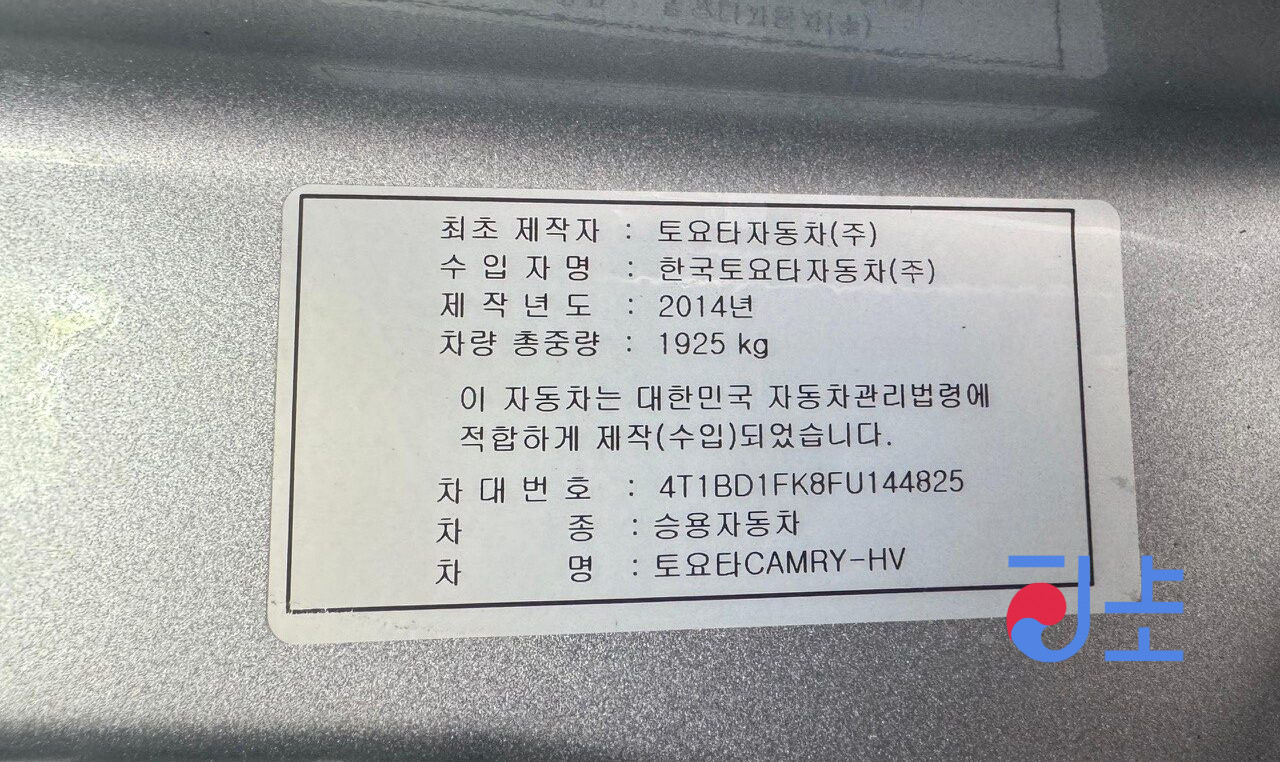 최초 제작자 : 토요타자동차(주)
수 입 자 명 : 한국토요타자동차(주)
제 작 년 도 : 2014년
차량 총중량 : 1925 kg
이 자동차는 대한민국 자동차관리법령에
적합하게 제작(수입)되었습니다.
차 대 번 호 : 4T1BD1FK8FU144825
차 종 : 승용자동차
차 명 : 토요타CAMRY-HV